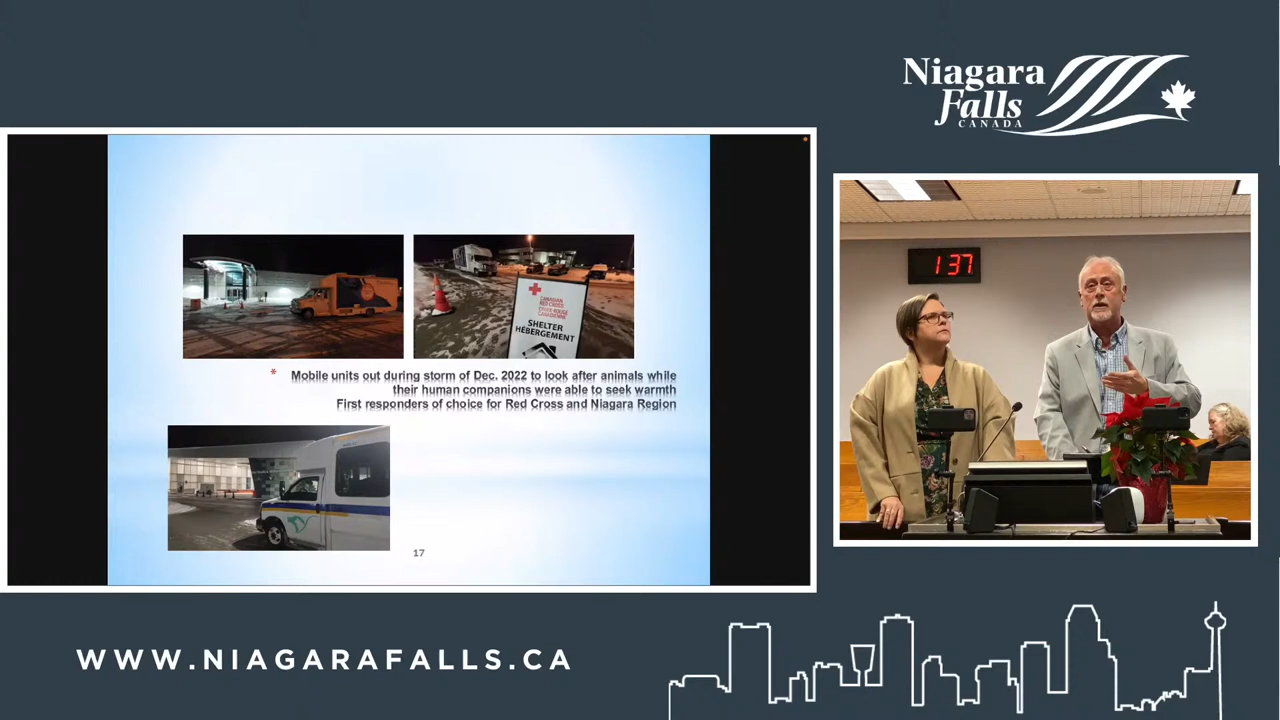 Niagara
Falls
CANADA
1 37
CANADIAN
RED CROSS
CROIX-ROUGE
CANADIENNE
SHELTER
HÉBERGEMENT
* Mobile units out during storm of Dec. 2022 to look after animals while
their human companions were able to seek warmth
First responders of choice for Red Cross and Niagara Region
17
WWW.NIAGARAFALLS.CA